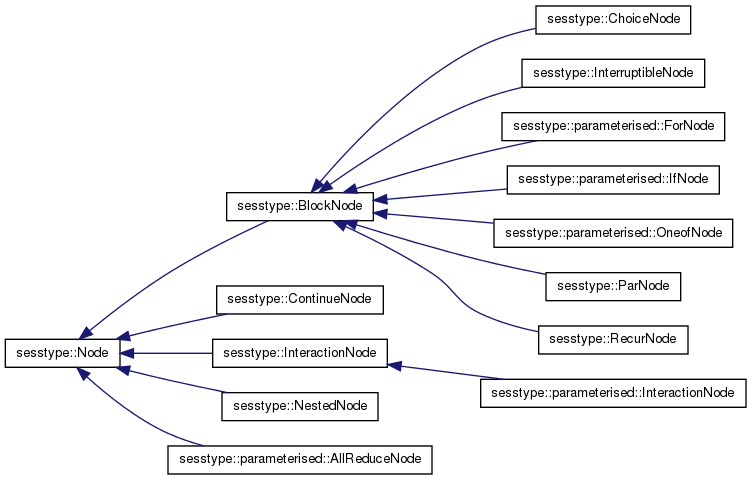 sesstype::ChoiceNode
sesstype::InterruptibleNode
sesstype::parameterised::ForNode
sesstype::parameterised::IfNode
sesstype::BlockNode
sesstype::parameterised::OneofNode
sesstype::ParNode
sesstype::ContinueNode
sesstype::RecurNode
sesstype::Node
sesstype::InteractionNode
sesstype::parameterised::InteractionNode
sesstype::NestedNode
sesstype::parameterised::AllReduceNode